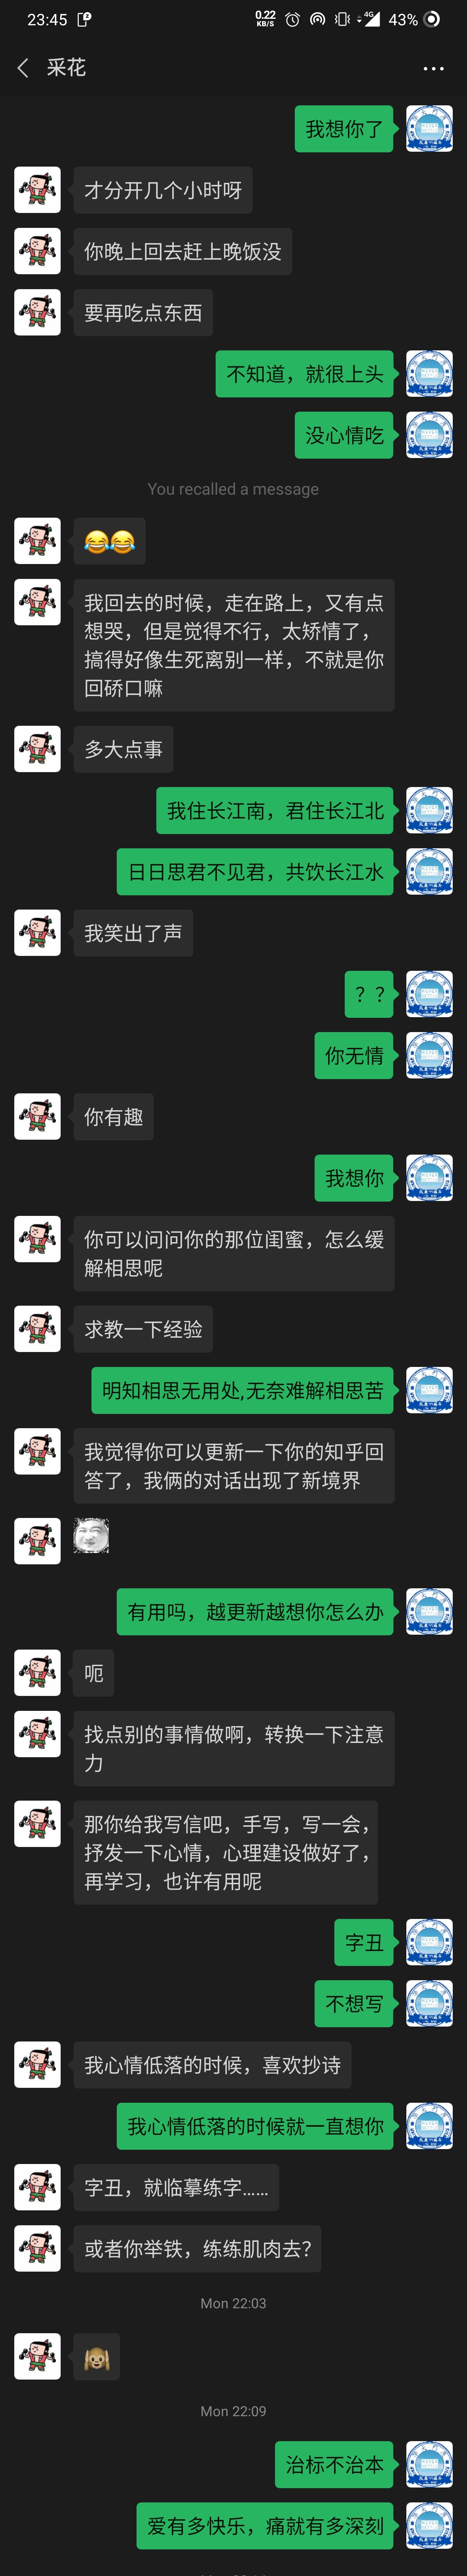 23:45
0.22
KB/S
4G
43%
采花
我想你了
才分开几个小时呀
你晚上回去赶上晚饭没
要再吃点东西
不知道，就很上头
没心情吃
You recalled a message
😂😂
我回去的时候，走在路上，又有点
想哭，但是觉得不行，太矫情了，
搞得好像生死离别一样，不就是你
回硚口嘛
多大点事
我住长江南，君住长江北
日日思君不见君，共饮长江水
我笑出了声
？？
你无情
你有趣
我想你
你可以问问你的那位闺蜜，怎么缓
解相思呢
求教一下经验
明知相思无用处,无奈难解相思苦
我觉得你可以更新一下你的知乎回
答了，我俩的对话出现了新境界
有用吗，越更新越想你怎么办
呃
找点别的事情做啊，转换一下注意
力
那你给我写信吧，手写，写一会，
抒发一下心情，心理建设做好了，
再学习，也许有用呢
字丑
不想写
我心情低落的时候，喜欢抄诗
我心情低落的时候就一直想你
字丑，就临摹练字……
或者你举铁，练练肌肉去？
Mon 22:03
🙉
Mon 22:09
治标不治本
爱有多快乐，痛就有多深刻